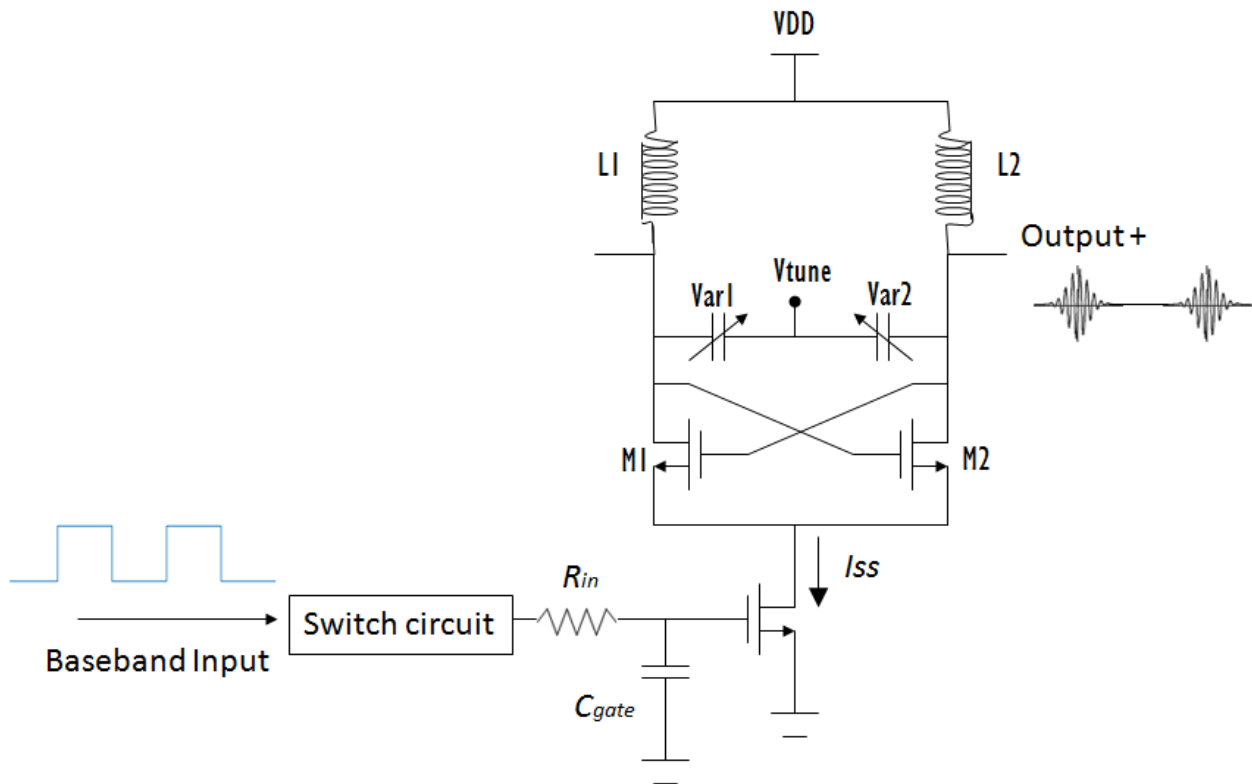 VDD
L1
L2
Output +
Vtune
Var1
Var2
M1
M2
Iss
Rin
Switch circuit
Baseband Input
Cgate